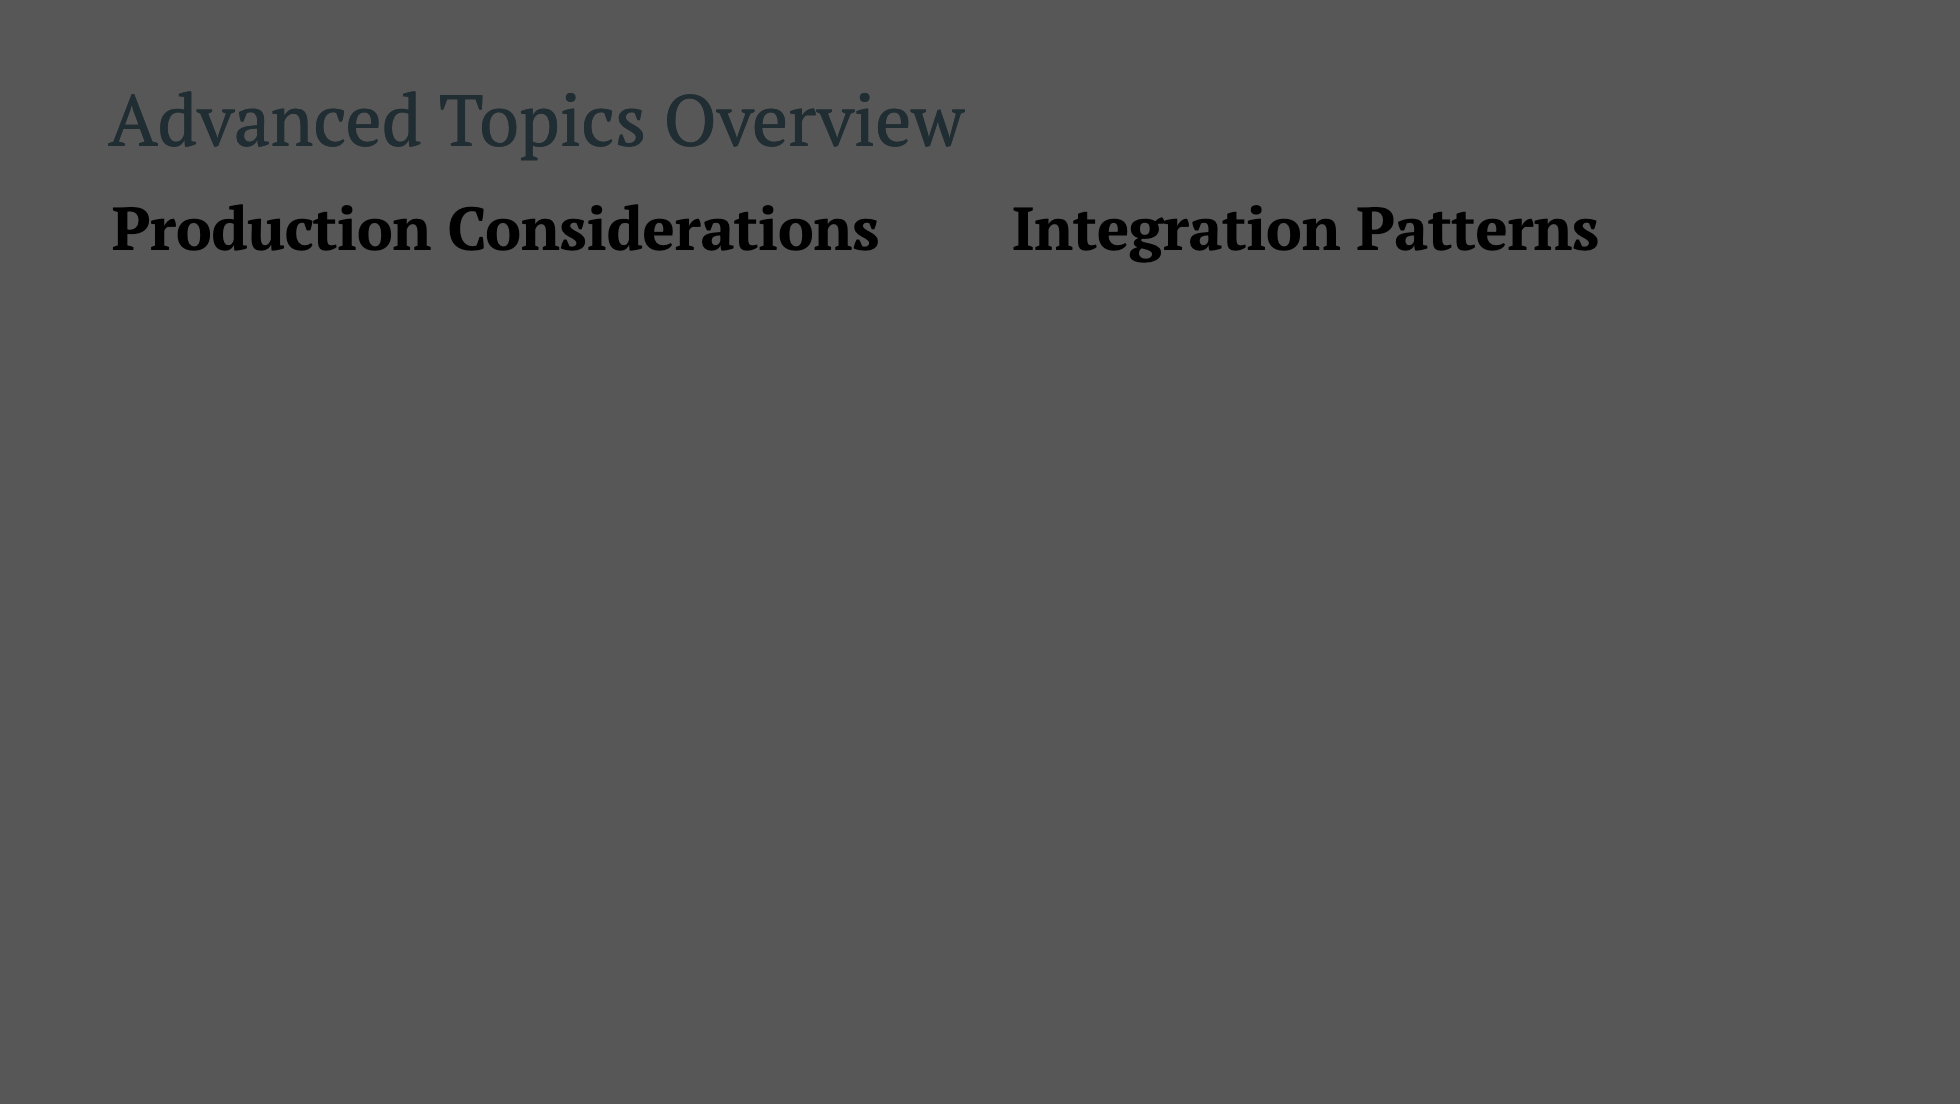 Advanced Topics Overview
Production Considerations
Integration Patterns